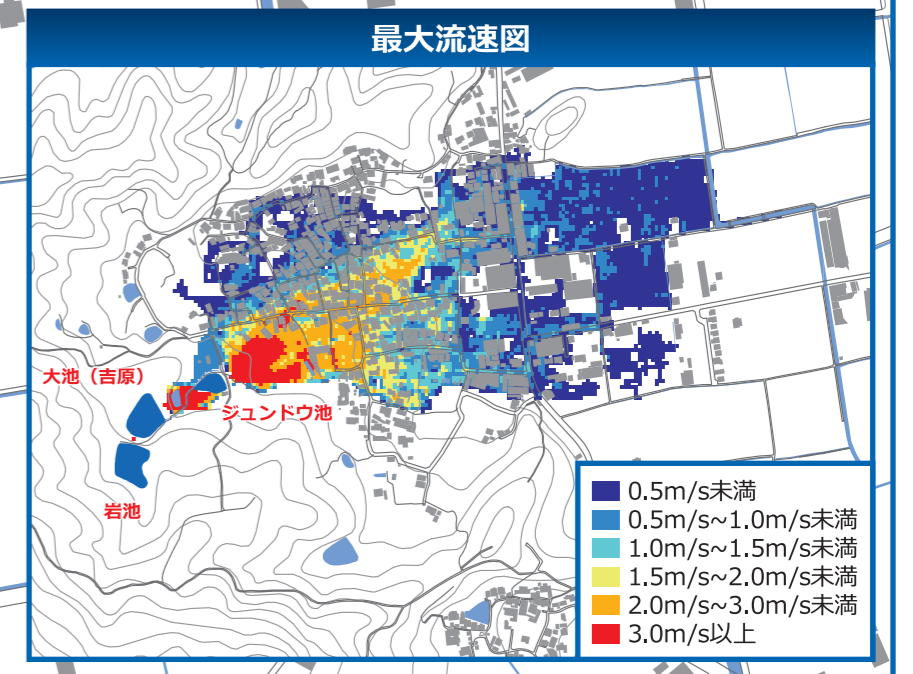 最大流速図
大池（吉原）
ジュンドウ池
岩池
0.5m/s未満
0.5m/s~1.0m/s未満
1.0m/s~1.5m/s未満
1.5m/s~2.0m/s未満
2.0m/s~3.0m/s未満
3.0m/s以上